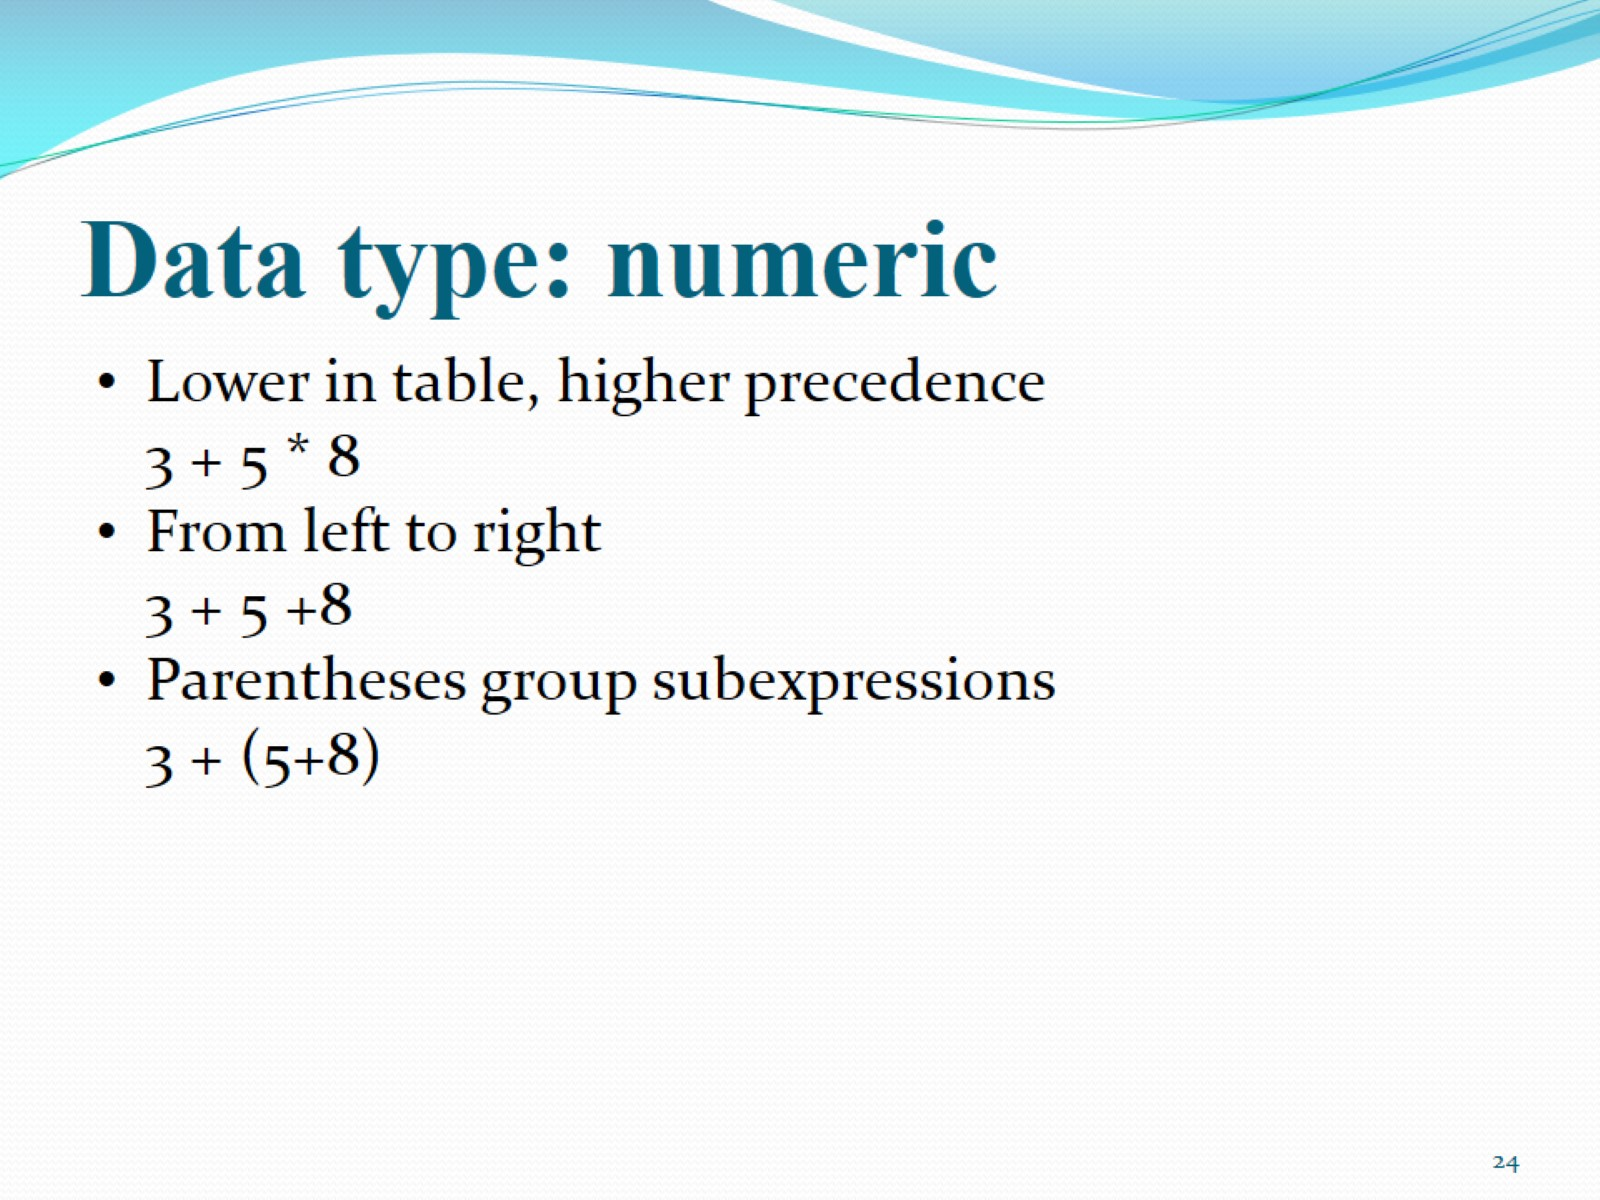 Data type: numeric
• Lower in table, higher precedence
3 + 5 * 8
• From left to right
3 + 5 +8
• Parentheses group subexpressions
3 + (5+8)
24